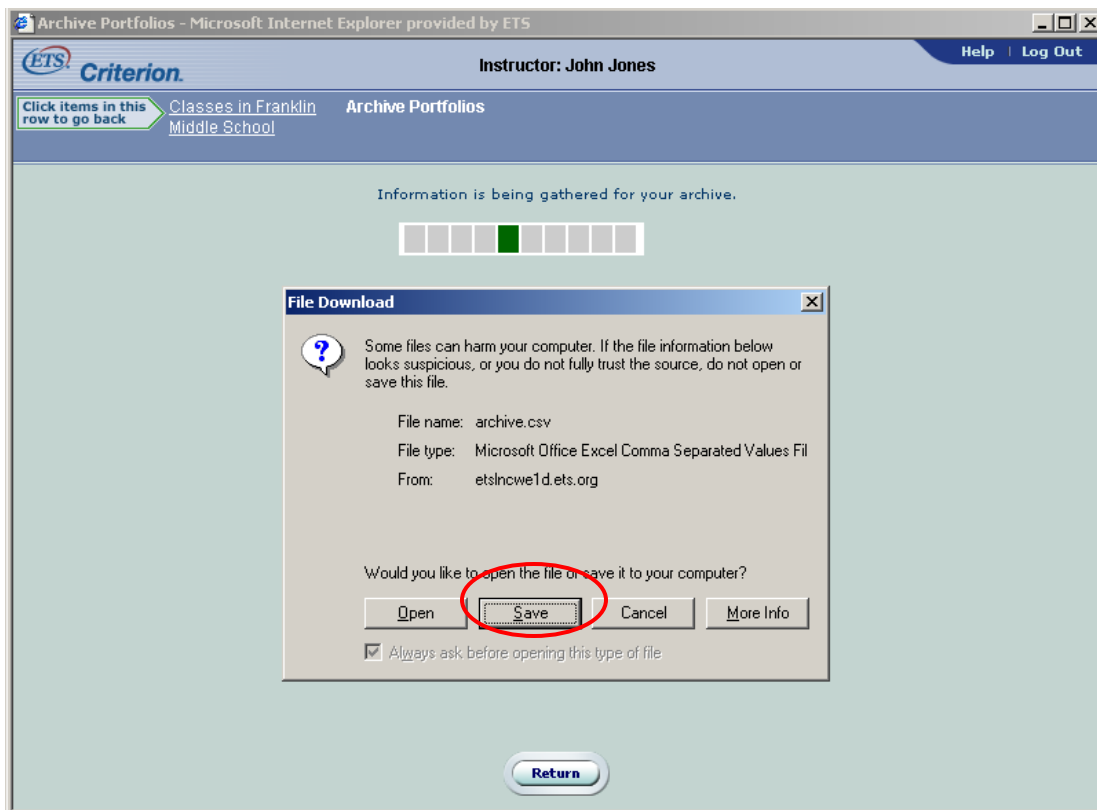 Archive Portfolios - Microsoft Internet Explorer provided by ETS
ETS Criterion.
Instructor: John Jones
Help | Log Out
Click items in this
row to go back
Classes in Franklin
Middle School
Archive Portfolios
Information is being gathered for your archive.
File Download
Some files can harm your computer. If the file information below
looks suspicious, or you do not fully trust the source, do not open or
save this file.
File name: archive.csv
File type: Microsoft Office Excel Comma Separated Values Fil
From: etslncwe1d.ets.org
Would you like to open the file or save it to your computer?
Open Save Cancel More Info
Always ask before opening this type of file
Return